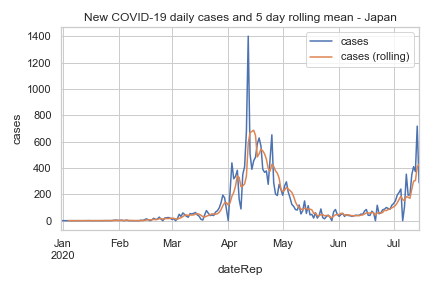 New COVID-19 daily cases and 5 day rolling mean - Japan
cases
cases (rolling)
1400
1200
1000
800
600
400
200
0
cases
Jan
2020
Feb
Mar
Apr
May
Jun
Jul
dateRep